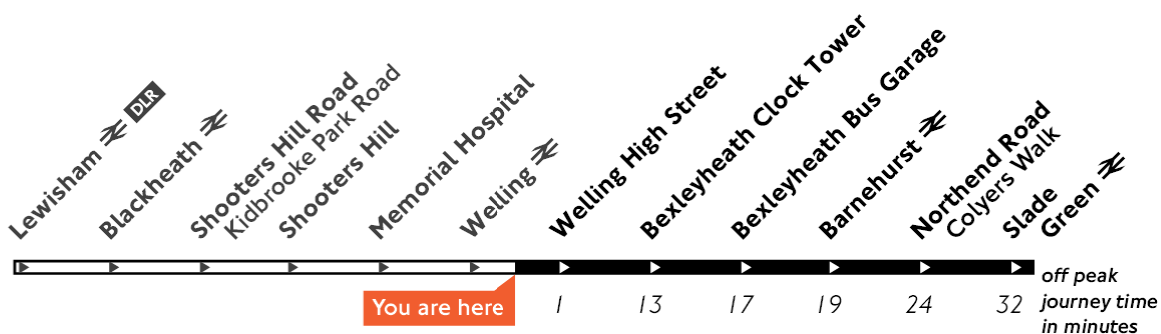 Lewisham DLR
Blackheath
Shooters Hill Road
Kidbrooke Park Road
Shooters Hill
Memorial Hospital
Welling
Welling High Street
Bexleyheath Clock Tower
Bexleyheath Bus Garage
Barnehurst
Northend Road
Colyers Walk
Slade
Green
You are here
1 13 17 19 24 32
off peak
journey time
in minutes